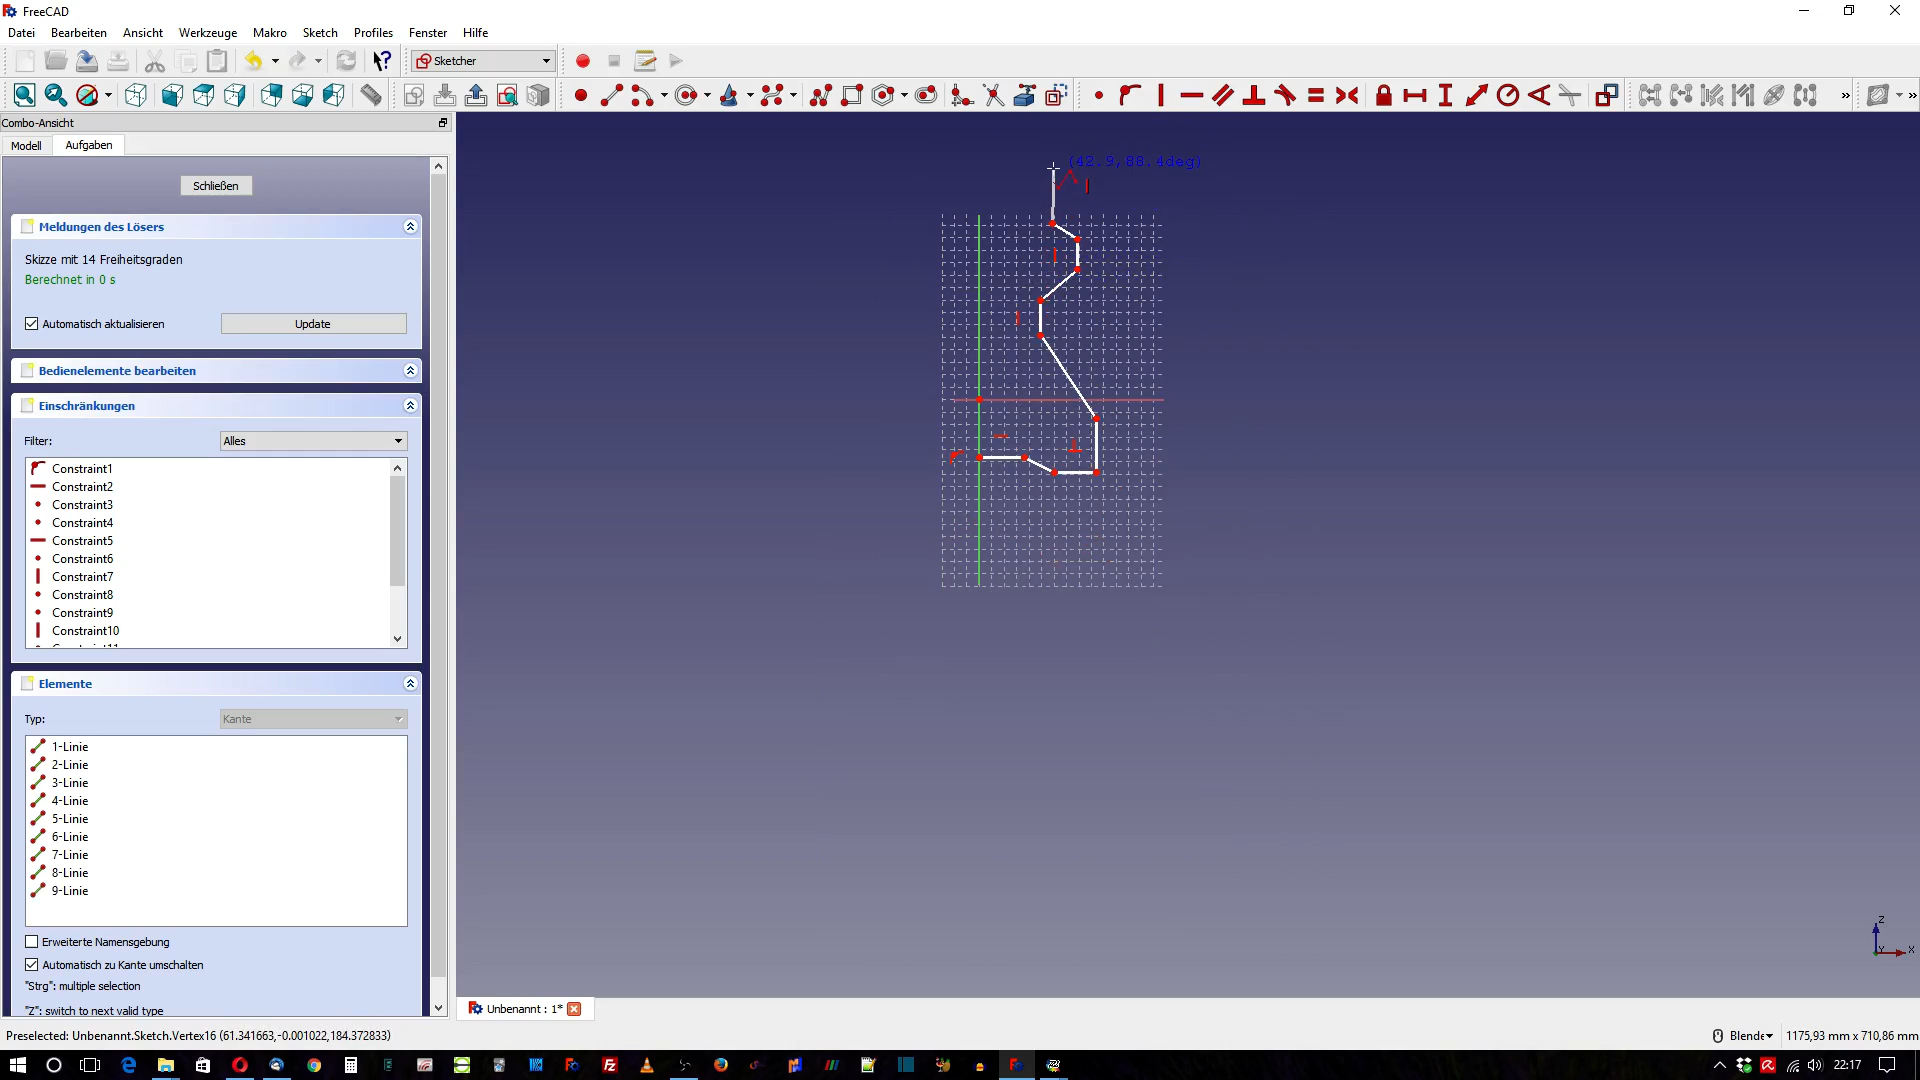 FreeCAD
Datei Bearbeiten Ansicht Werkzeuge Makro Sketch Profiles Fenster Hilfe
Sketcher
Combo-Ansicht
Modell Aufgaben
Schließen
Meldungen des Lösers
Skizze mit 14 Freiheitsgraden
Berechnet in 0 s
Automatisch aktualisieren Update
Bedienelemente bearbeiten
Einschränkungen
Filter: Alles
Constraint1
Constraint2
Constraint3
Constraint4
Constraint5
Constraint6
Constraint7
Constraint8
Constraint9
Constraint10
Constraint11
Elemente
Typ: Kante
1-Linie
2-Linie
3-Linie
4-Linie
5-Linie
6-Linie
7-Linie
8-Linie
9-Linie
Erweiterte Namensgebung
Automatisch zu Kante umschalten
"Strg": multiple selection
"Z": switch to next valid type
(42.9,88.4deg)
Z
Y
X
Unbenannt : 1*
Preselected: Unbenannt.Sketch.Vertex16 (61.341663,-0.001022,184.372833)
Blende 1175,93 mm x 710,86 mm
22:17